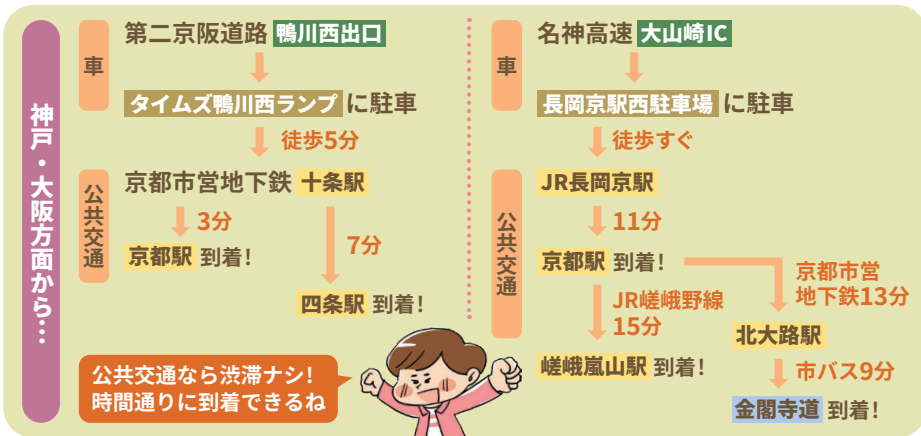 神戸・大阪方面から…
車
第二京阪道路 鴨川西出口
タイムズ鴨川西ランプ に駐車
徒歩5分
公共交通
京都市営地下鉄 十条駅
3分
京都駅 到着!
7分
四条駅 到着!
公共交通なら渋滞ナシ!
時間通りに到着できるね
車
名神高速 大山崎IC
長岡京駅西駐車場 に駐車
徒歩すぐ
公共交通
JR長岡京駅
11分
京都駅 到着!
JR嵯峨野線
15分
嵯峨嵐山駅 到着!
京都市営
地下鉄13分
北大路駅
市バス9分
金閣寺道 到着!